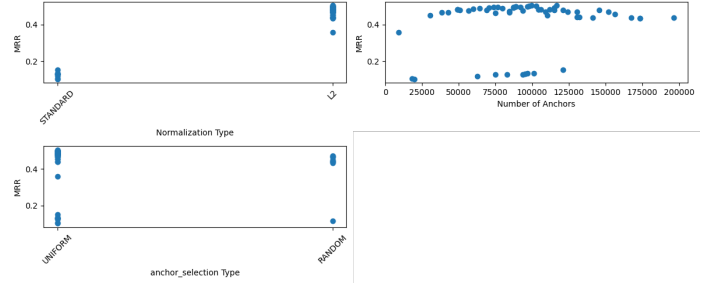 MRR
0.4
0.2
STANDARD
L2
Normalization Type
MRR
0.4
0.2
0 25000 50000 75000 100000 125000 150000 175000 200000
Number of Anchors
MRR
0.4
0.2
UNIFORM
RANDOM
anchor_selection Type